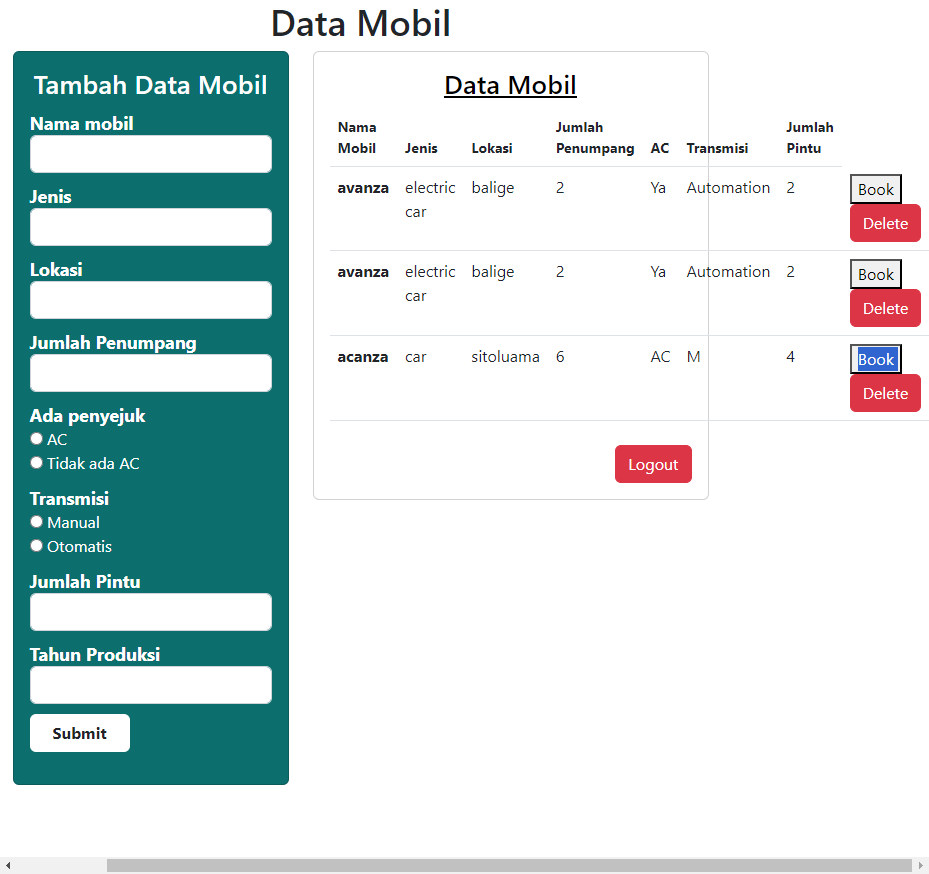 Data Mobil
Tambah Data Mobil
Nama mobil
Jenis
Lokasi
Jumlah Penumpang
Ada penyejuk
AC
Tidak ada AC
Transmisi
Manual
Otomatis
Jumlah Pintu
Tahun Produksi
Submit
Data Mobil
Nama Mobil Jenis Lokasi Jumlah Penumpang AC Transmisi Jumlah Pintu
avanza electric car balige 2 Ya Automation 2 Book
Delete
avanza electric car balige 2 Ya Automation 2 Book
Delete
acanza car sitoluama 6 AC M 4 Book
Delete
Logout